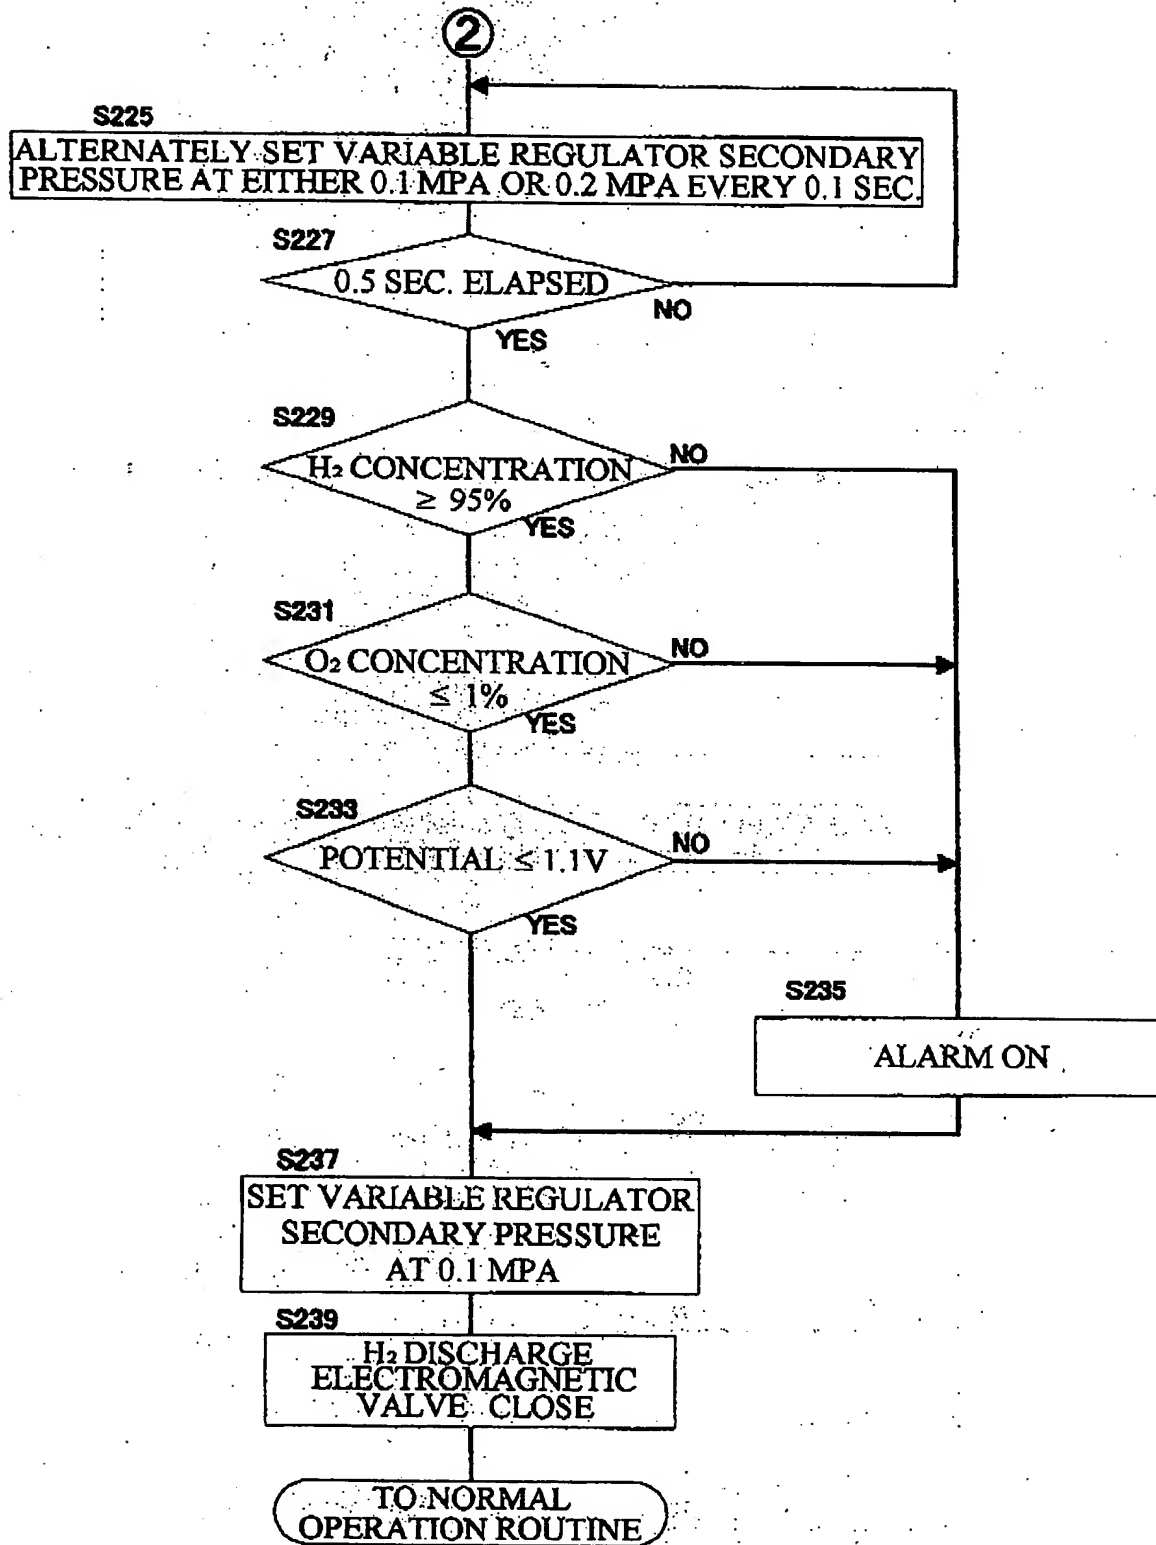 2
S225
ALTERNATELY SET VARIABLE REGULATOR SECONDARY
PRESSURE AT EITHER 0.1 MPA OR 0.2 MPA EVERY 0.1 SEC.
S227
0.5 SEC. ELAPSED
NO
YES
S229
H₂ CONCENTRATION
≥ 95%
NO
YES
S231
O₂ CONCENTRATION
≤ 1%
NO
YES
S233
POTENTIAL ≤ 1.1V
NO
YES
S235
ALARM ON
S237
SET VARIABLE REGULATOR
SECONDARY PRESSURE
AT 0.1 MPA
S239
H₂ DISCHARGE
ELECTROMAGNETIC
VALVE CLOSE
TO NORMAL
OPERATION ROUTINE